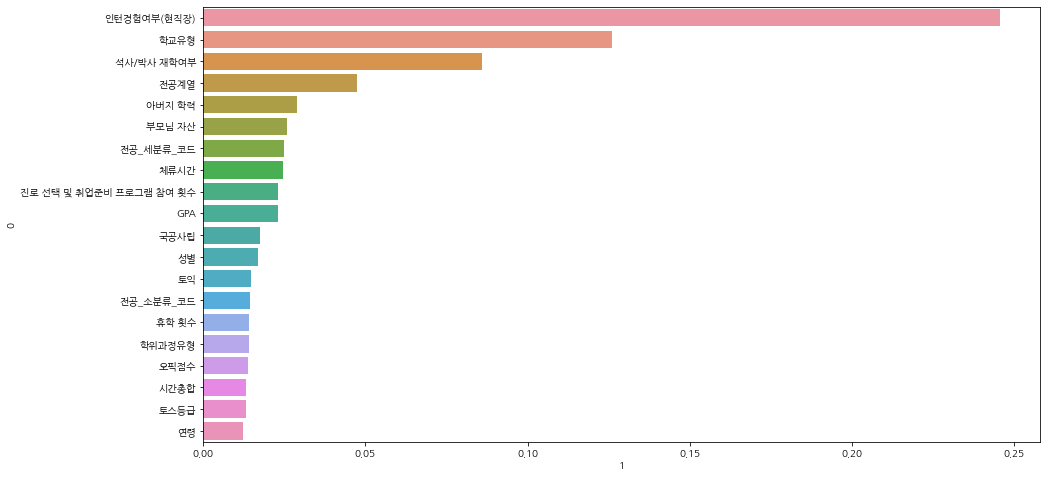 인턴경험여부(현직장)
학교유형
석사/박사 재학여부
전공계열
아버지 학력
부모님 자산
전공_세분류_코드
체류시간
진로 선택 및 취업준비 프로그램 참여 횟수
GPA
국공사립
성별
토익
전공_소분류_코드
휴학 횟수
학위과정유형
오픽점수
시간총합
토스등급
연령
0
0,00 0,05 0,10 0,15 0,20 0,25
1